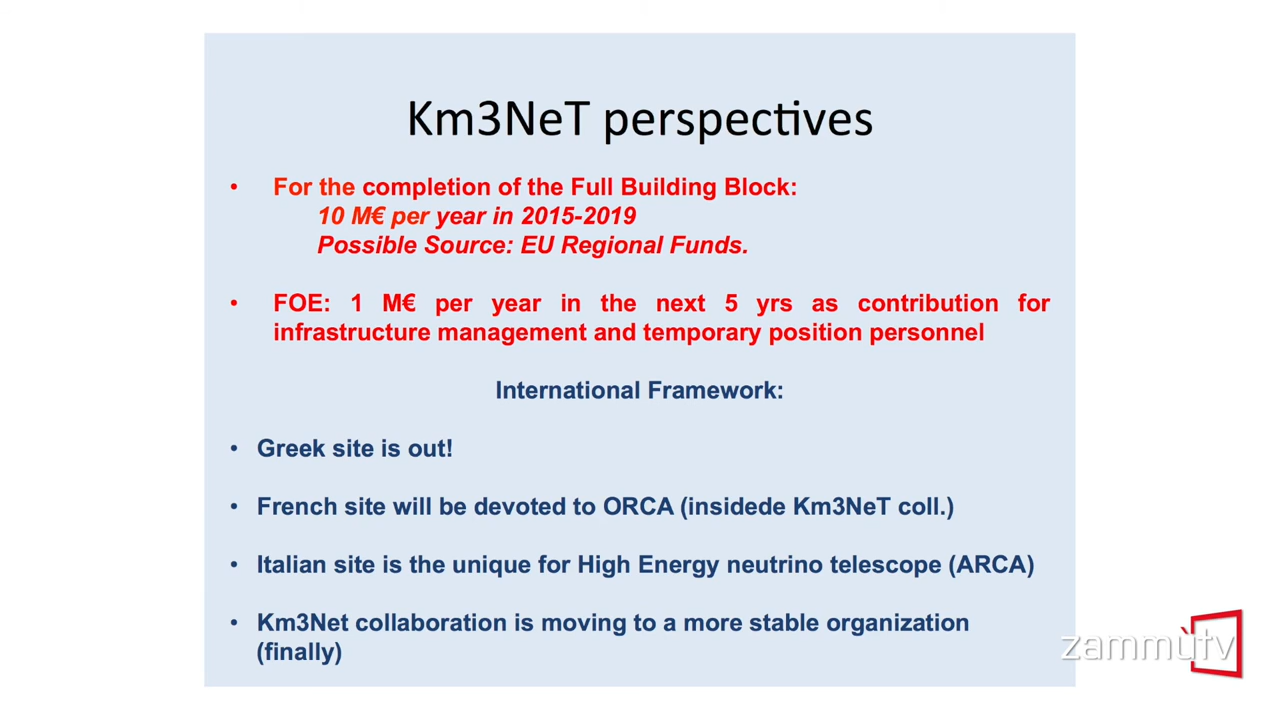 Km3NeT perspectives
• For the completion of the Full Building Block:
10 M€ per year in 2015-2019
Possible Source: EU Regional Funds.
• FOE: 1 M€ per year in the next 5 yrs as contribution for
infrastructure management and temporary position personnel
International Framework:
• Greek site is out!
• French site will be devoted to ORCA (insidede Km3NeT coll.)
• Italian site is the unique for High Energy neutrino telescope (ARCA)
• Km3Net collaboration is moving to a more stable organization
(finally)
zammùtv